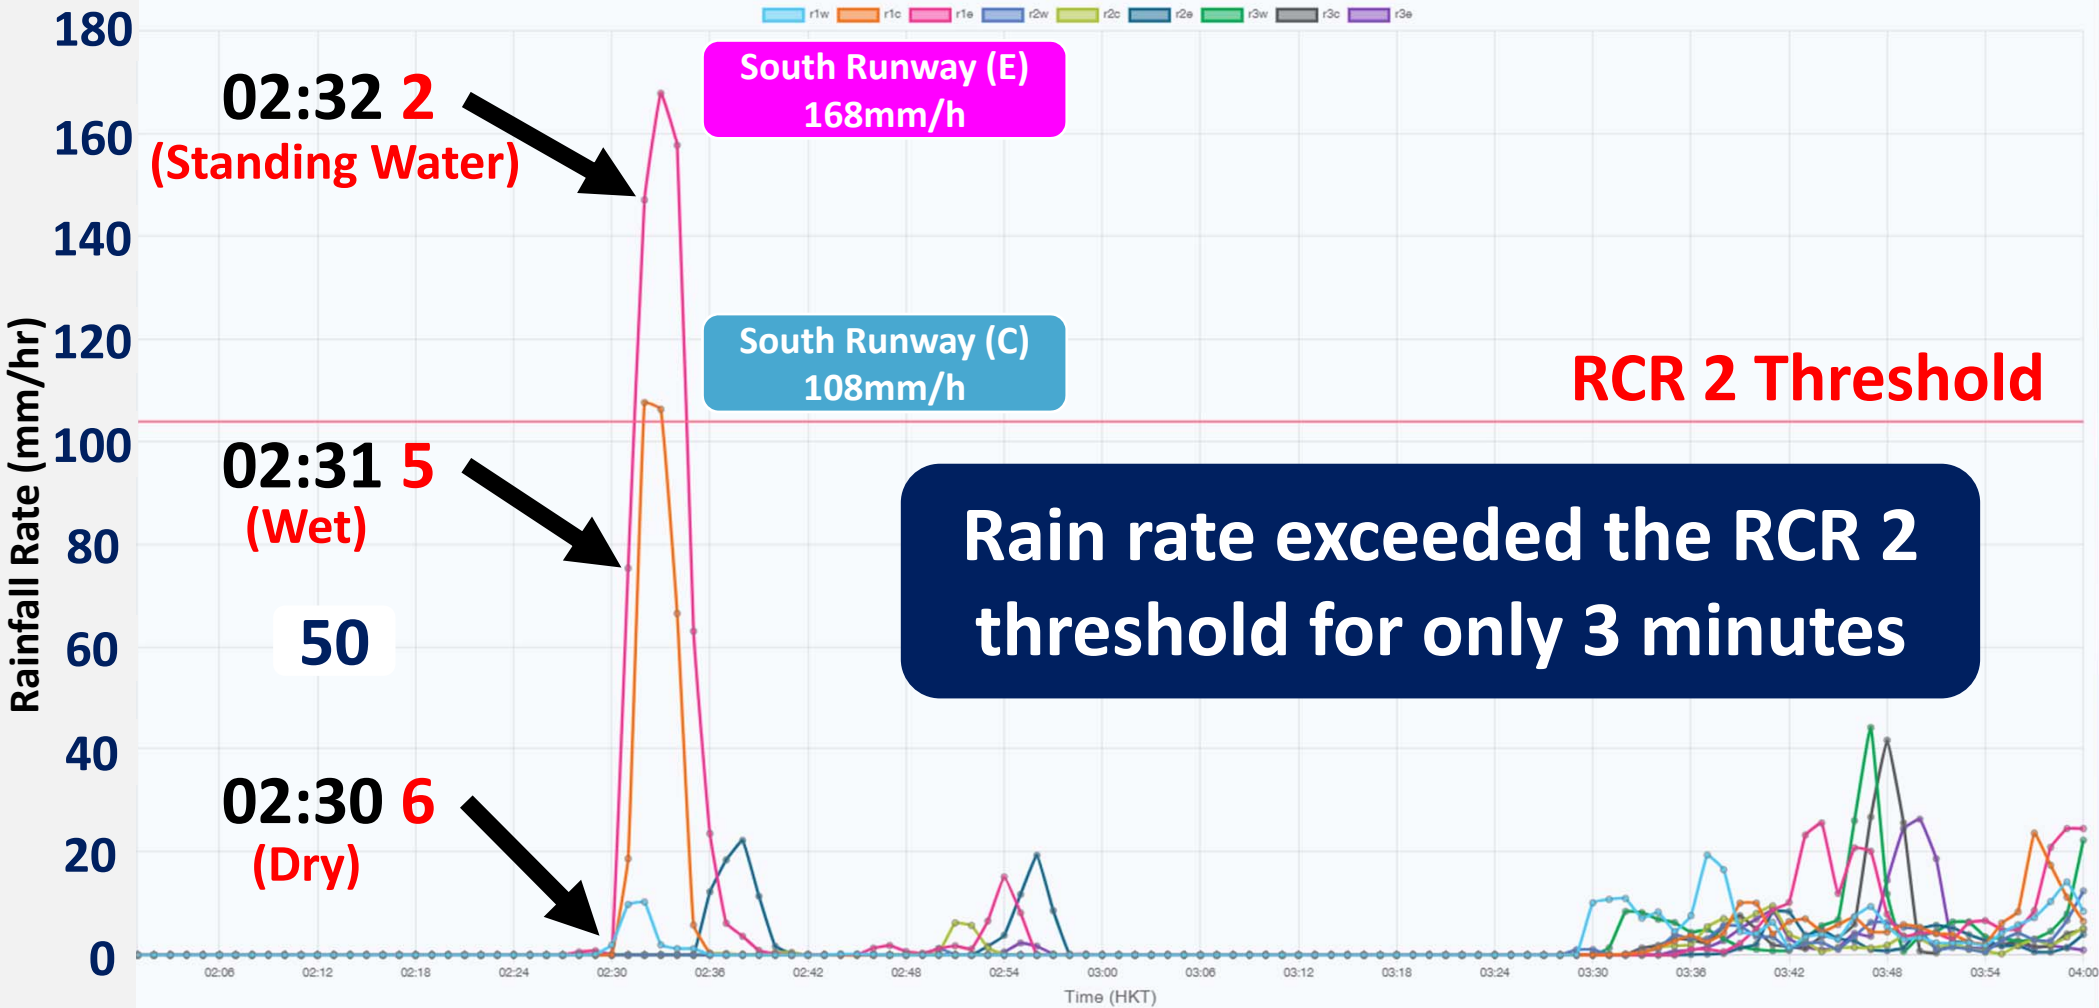 r1w r1c r1e r2w r2c r2e r3w r3c r3e
180
160
140
120
100
80
60
40
20
0
Rainfall Rate (mm/hr)
02:32 2
(Standing Water)
South Runway (E)
168mm/h
South Runway (C)
108mm/h
RCR 2 Threshold
02:31 5
(Wet)
50
Rain rate exceeded the RCR 2
threshold for only 3 minutes
02:30 6
(Dry)
02:06 02:12 02:18 02:24 02:30 02:36 02:42 02:48 02:54 03:00 03:06 03:12 03:18 03:24 03:30 03:36 03:42 03:48 03:54 04:00
Time (HKT)